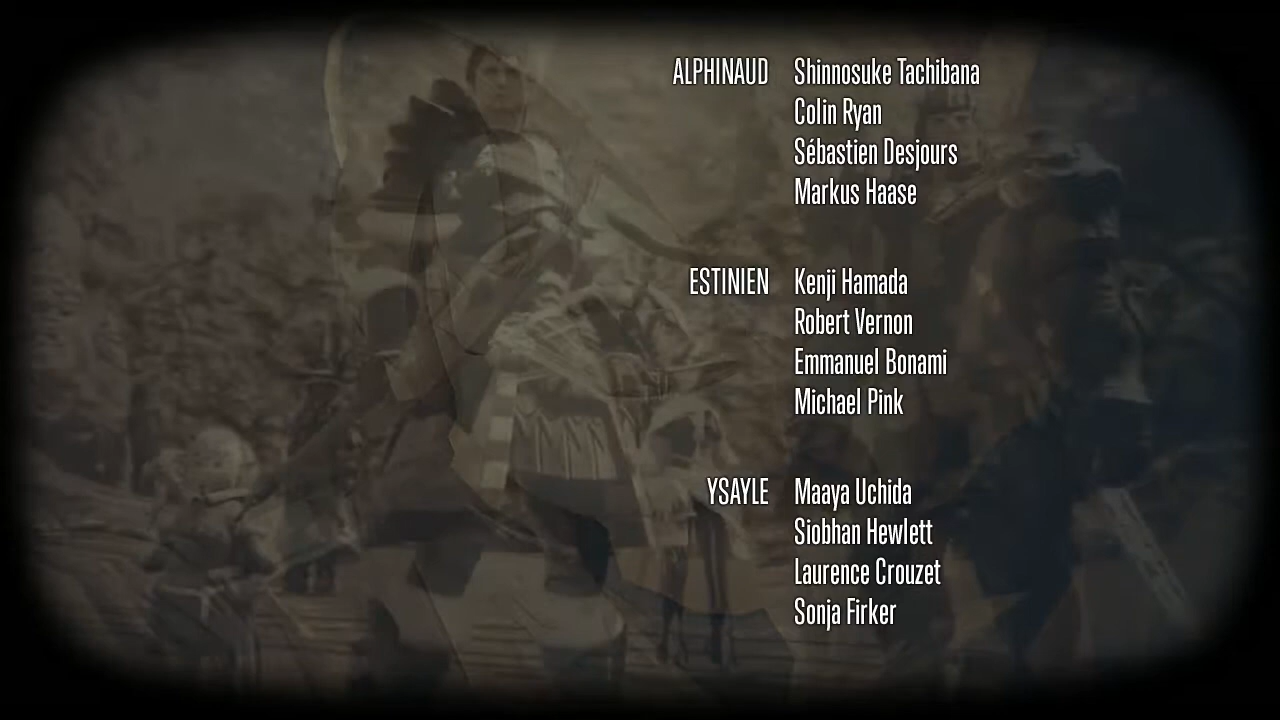 ALPHINAUD Shinnosuke Tachibana
Colin Ryan
Sébastien Desjours
Markus Haase
ESTINIEN Kenji Hamada
Robert Vernon
Emmanuel Bonami
Michael Pink
YSAYLE Maaya Uchida
Siobhan Hewlett
Laurence Crouzet
Sonja Firker